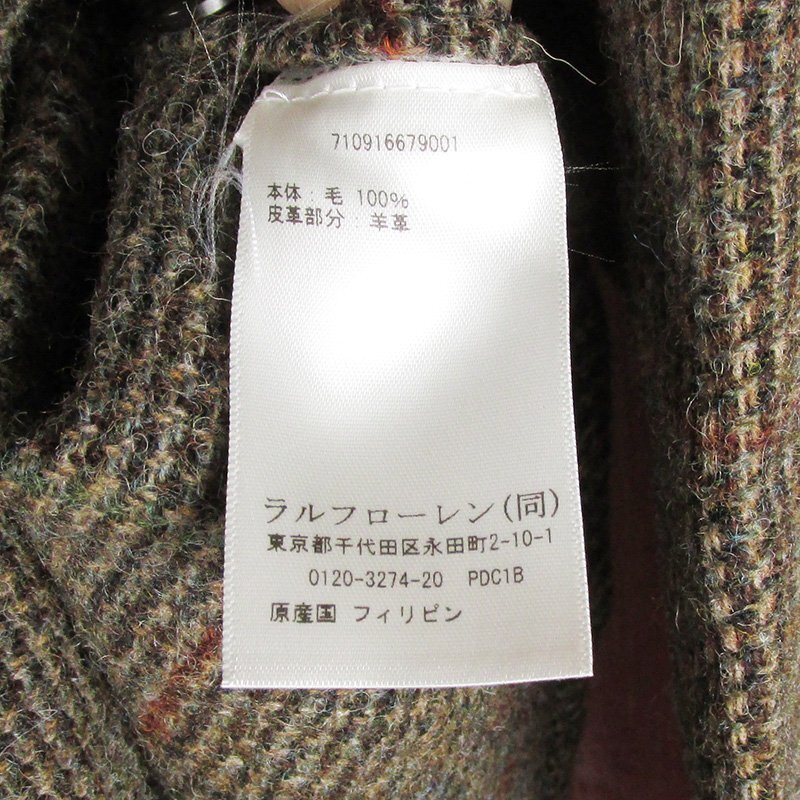 710916679001
本体：毛 100%
皮革部分：羊革
ラルフローレン(同)
東京都千代田区永田町2-10-1
0120-3274-20 PDC1B
原産国 フィリピン